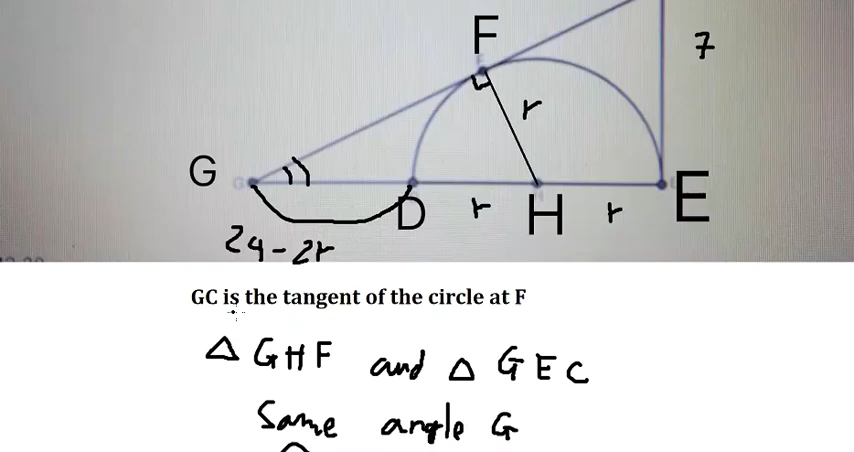 F
7
r
G
D
r
H
r
E
24-2r
GC is the tangent of the circle at F
△ GHF and △ GEC
Same angle G